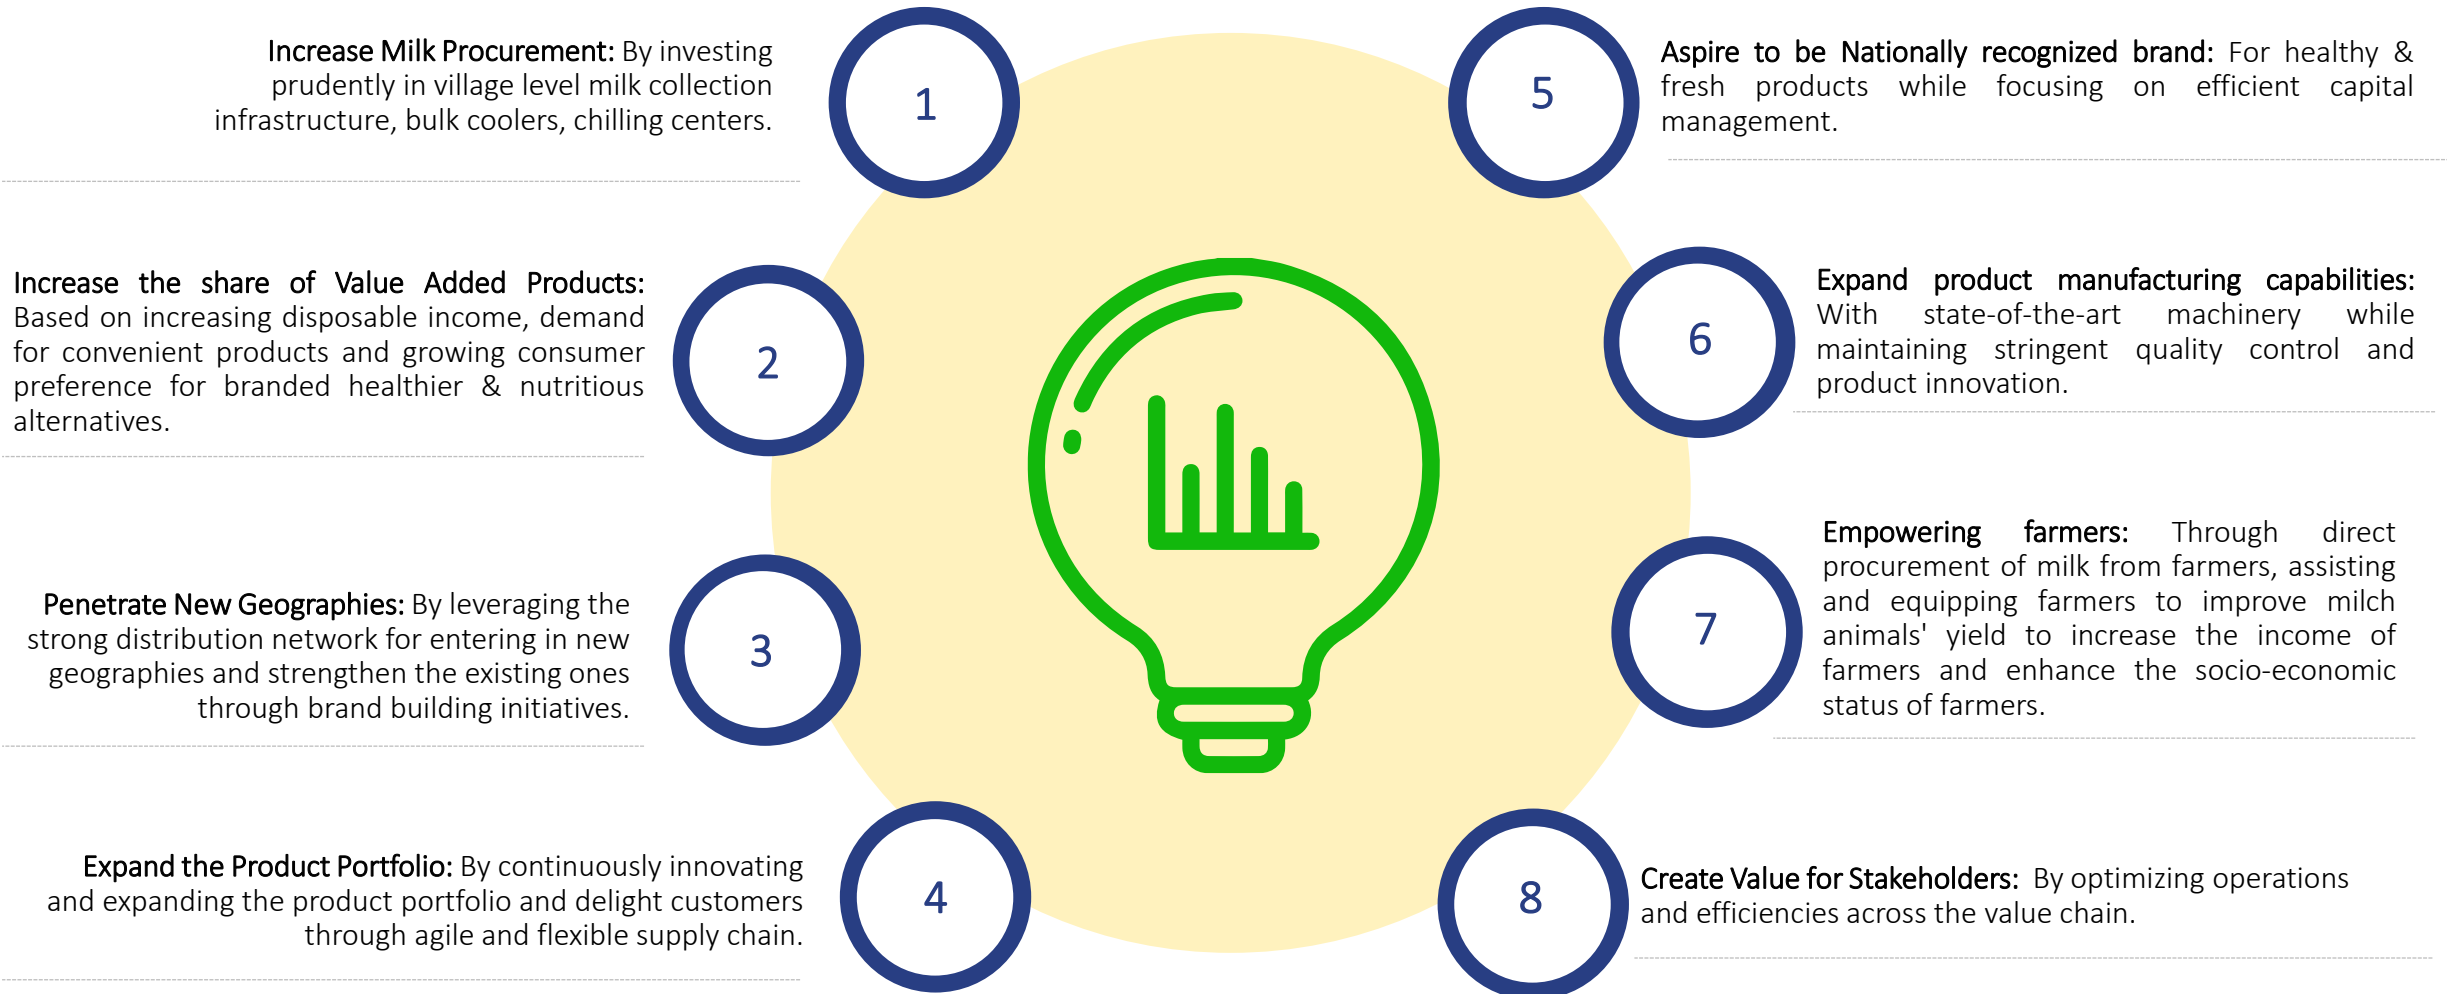 Increase Milk Procurement: By investing
prudently in village level milk collection
infrastructure, bulk coolers, chilling centers.
1
Increase the share of Value Added Products:
Based on increasing disposable income, demand
for convenient products and growing consumer
preference for branded healthier & nutritious
alternatives.
2
Penetrate New Geographies: By leveraging the
strong distribution network for entering in new
geographies and strengthen the existing ones
through brand building initiatives.
3
Expand the Product Portfolio: By continuously innovating
and expanding the product portfolio and delight customers
through agile and flexible supply chain.
4
5
Aspire to be Nationally recognized brand: For healthy &
fresh products while focusing on efficient capital
management.
6
Expand product manufacturing capabilities:
With state-of-the-art machinery while
maintaining stringent quality control and
product innovation.
7
Empowering farmers: Through direct
procurement of milk from farmers, assisting
and equipping farmers to improve milch
animals' yield to increase the income of
farmers and enhance the socio-economic
status of farmers.
8
Create Value for Stakeholders: By optimizing operations
and efficiencies across the value chain.